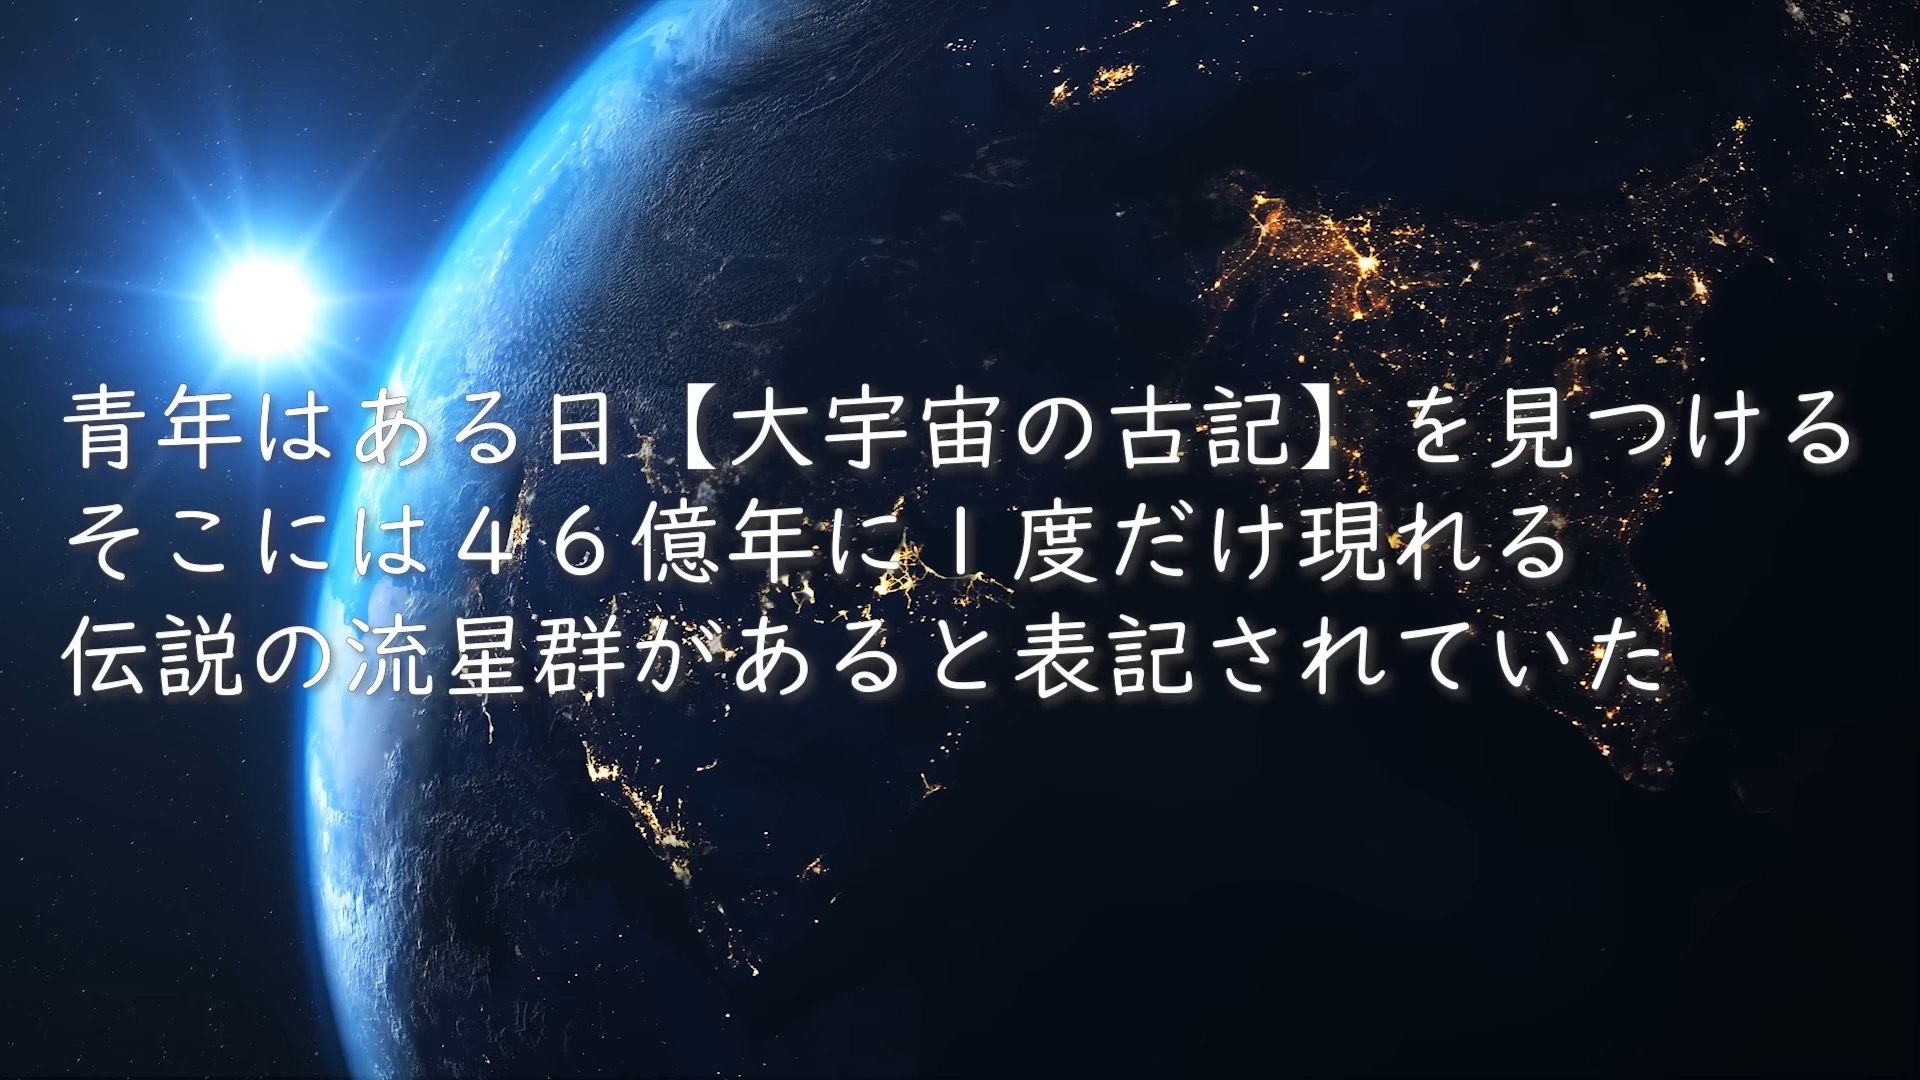 青年はある日【大宇宙の古記】を見つける
そこには４６億年に１度だけ現れる
伝説の流星群があると表記されていた